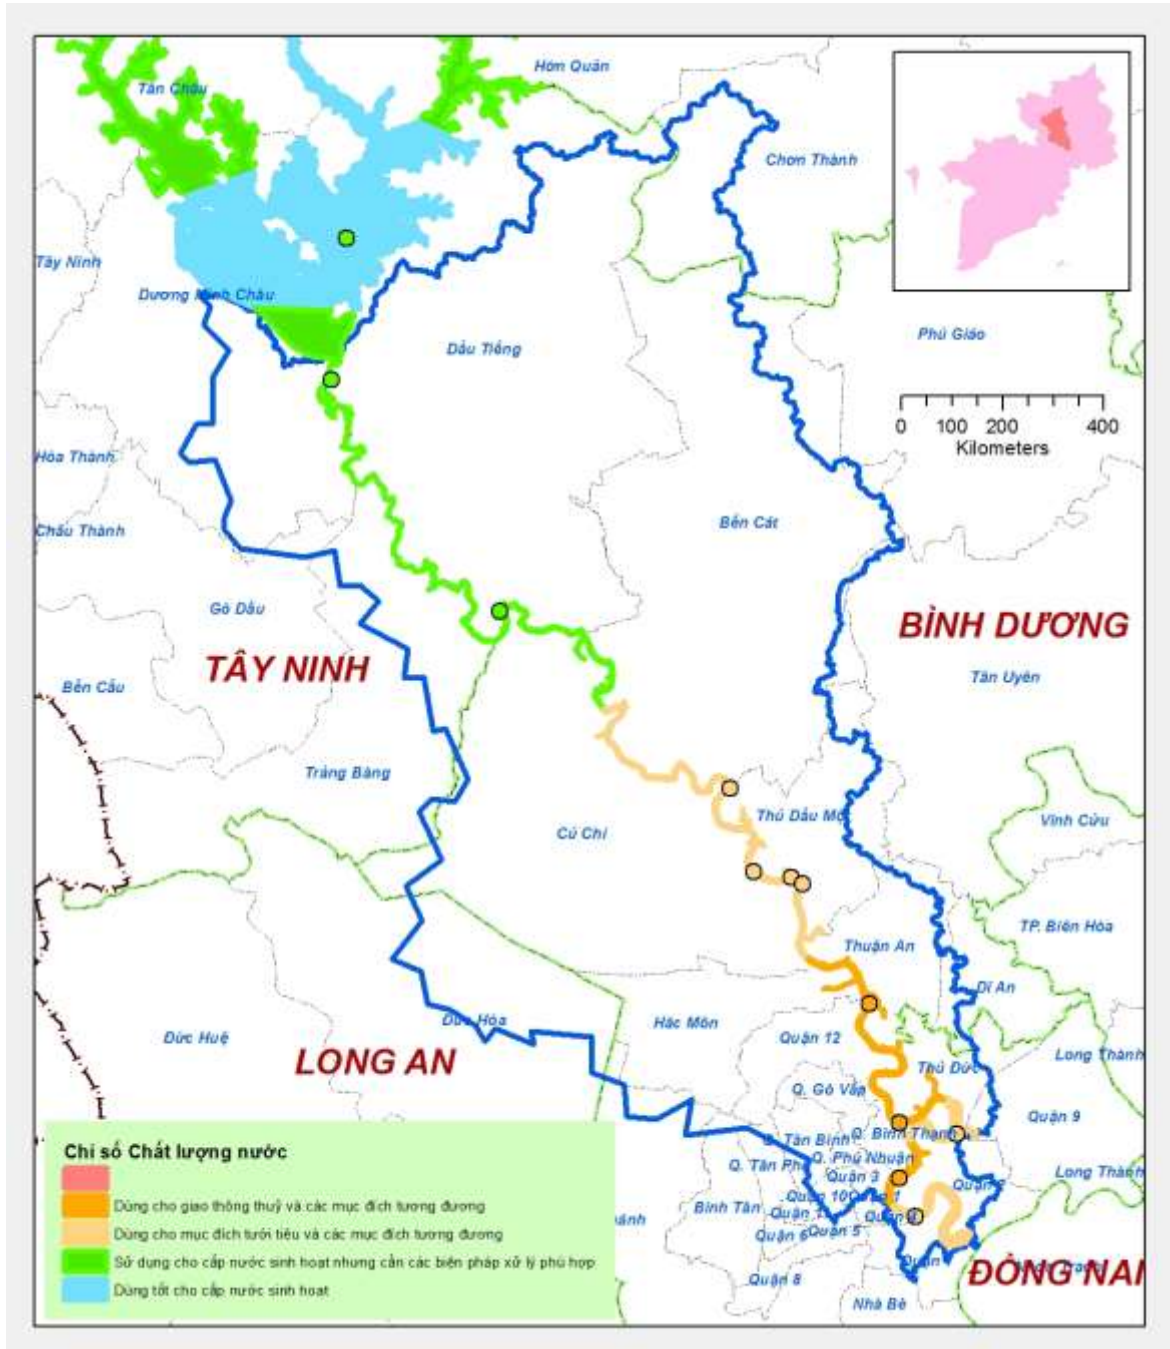 Hớn Quản
Tân Châu
Chơn Thành
Tây Ninh
Dương Minh Châu
Phú Giáo
Dầu Tiếng
0 100 200 400
Kilometers
Hòa Thành
Châu Thành
Bến Cát
Gò Dầu
BÌNH DƯƠNG
TÂY NINH
Tân Uyên
Bến Cầu
Trảng Bàng
Vĩnh Cửu
Thủ Dầu Mộ
Củ Chi
TP. Biên Hòa
Thuận An
Dĩ An
Đức Hòa
Hóc Môn
Đức Huệ
Quận 12
LONG AN
Long Thành
Thủ Đức
Q. Gò Vấp
Quận 9
Q. Bình Thạnh
Q. Tân Bình
Q. Phú Nhuận
Q. Tân Ph
Quận 3
Long Thành
Quận 2
Quận 10
Bình Tân
Quận 5
Quận 6
Quận
ĐỒNG NAI
Quận 8
Nhà Bè
Chỉ số Chất lượng nước
Dùng cho giao thông thuỷ và các mục đích tương đương
Dùng cho mục đích tưới tiêu và các mục đích tương đương
Sử dụng cho cấp nước sinh hoạt nhưng cần các biện pháp xử lý phù hợp
Dùng tốt cho cấp nước sinh hoạt